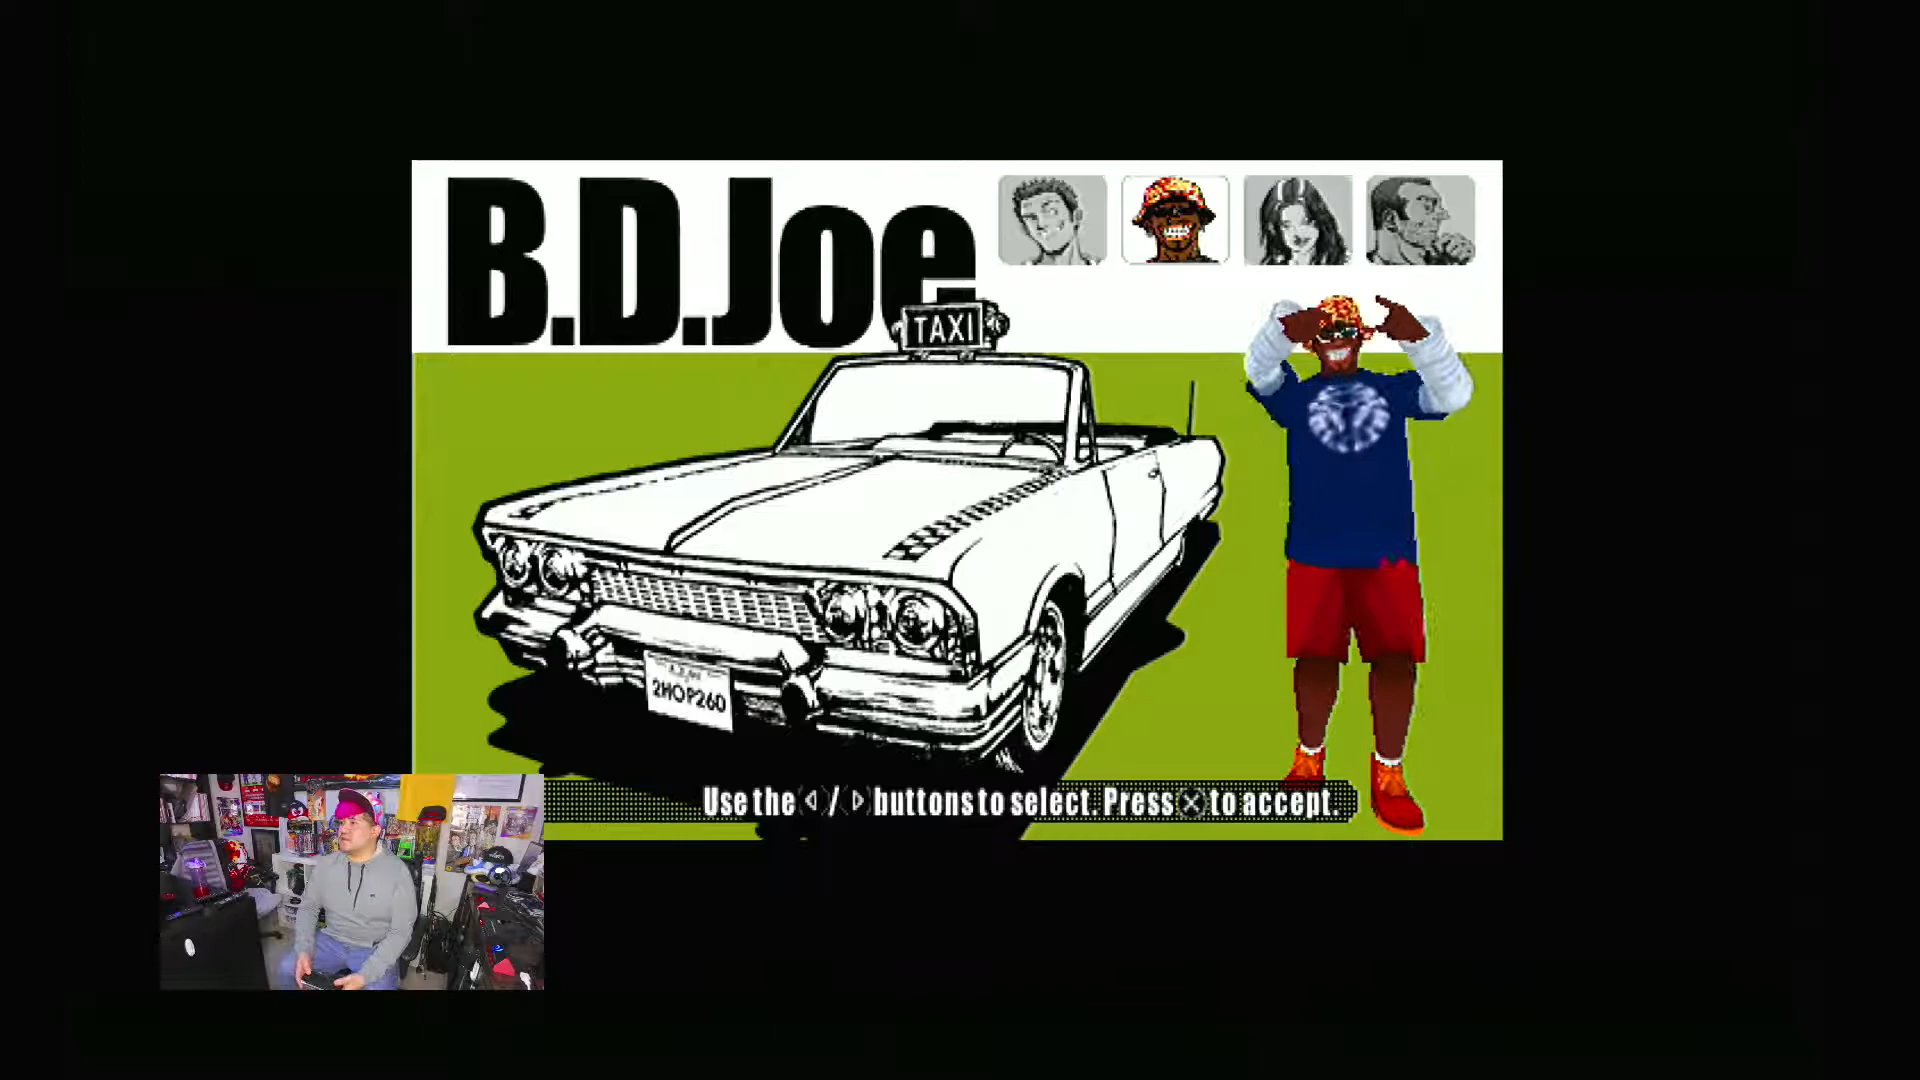 B.D.Joe
TAXI
2HOP260
Use the ◁ / ▷ buttons to select. Press ⓧ to accept.